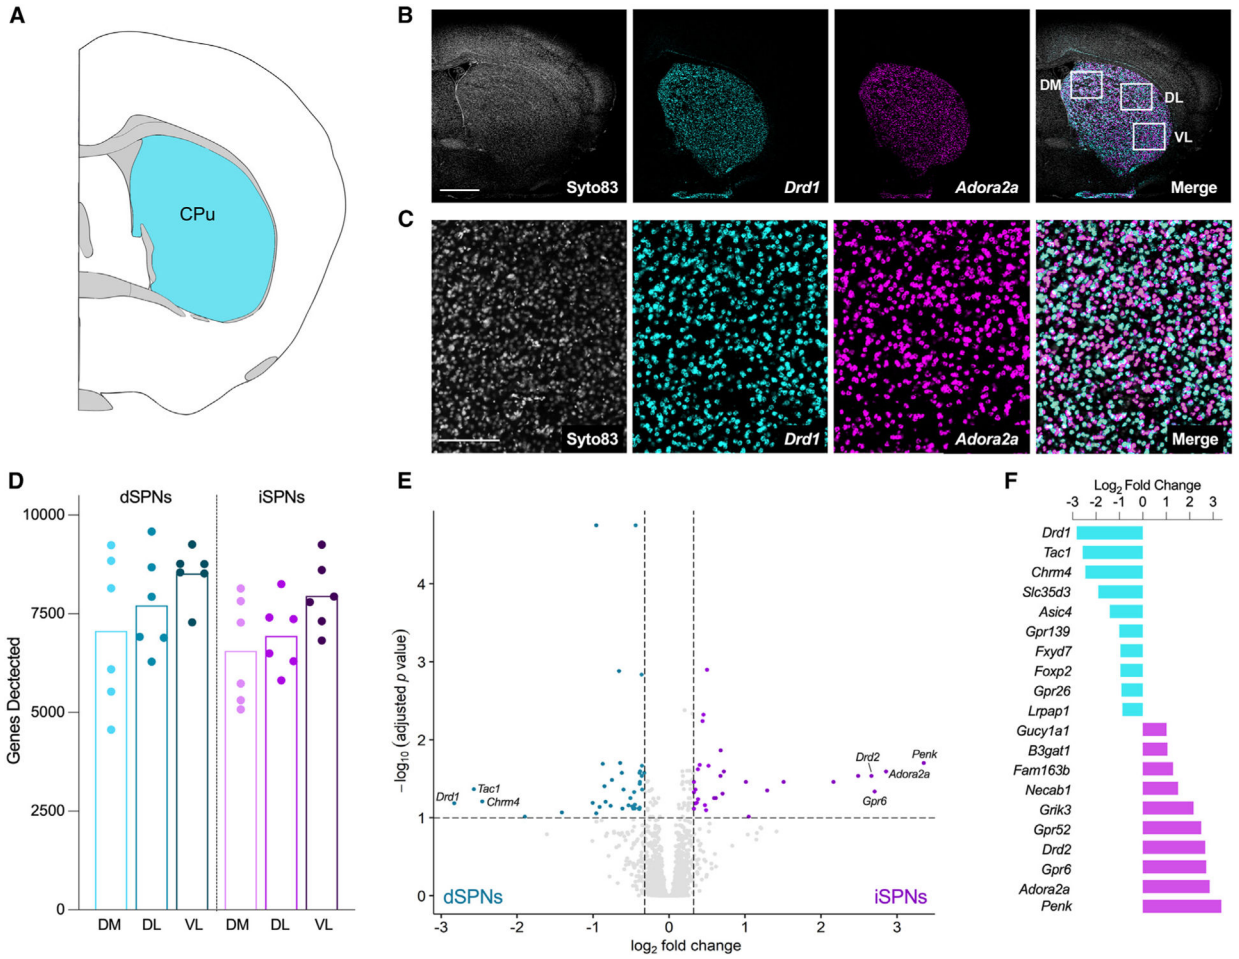 A
CPu
B
Syto83
Drd1
Adora2a
DM
DL
VL
Merge
C
Syto83
Drd1
Adora2a
Merge
D
dSPNs
iSPNs
Genes Dectected
10000
7500
5000
2500
0
DM DL VL DM DL VL
E
−log₁₀ (adjusted p value)
4
3
2
1
0
Drd1
Tac1
Chrm4
Drd2
Penk
Adora2a
Gpr6
dSPNs
iSPNs
-3 -2 -1 0 1 2 3
log₂ fold change
F
Log₂ Fold Change
-3 -2 -1 0 1 2 3
Drd1
Tac1
Chrm4
Slc35d3
Asic4
Gpr139
Fxyd7
Foxp2
Gpr26
Lrpap1
Gucy1a1
B3gat1
Fam163b
Necab1
Grik3
Gpr52
Drd2
Gpr6
Adora2a
Penk